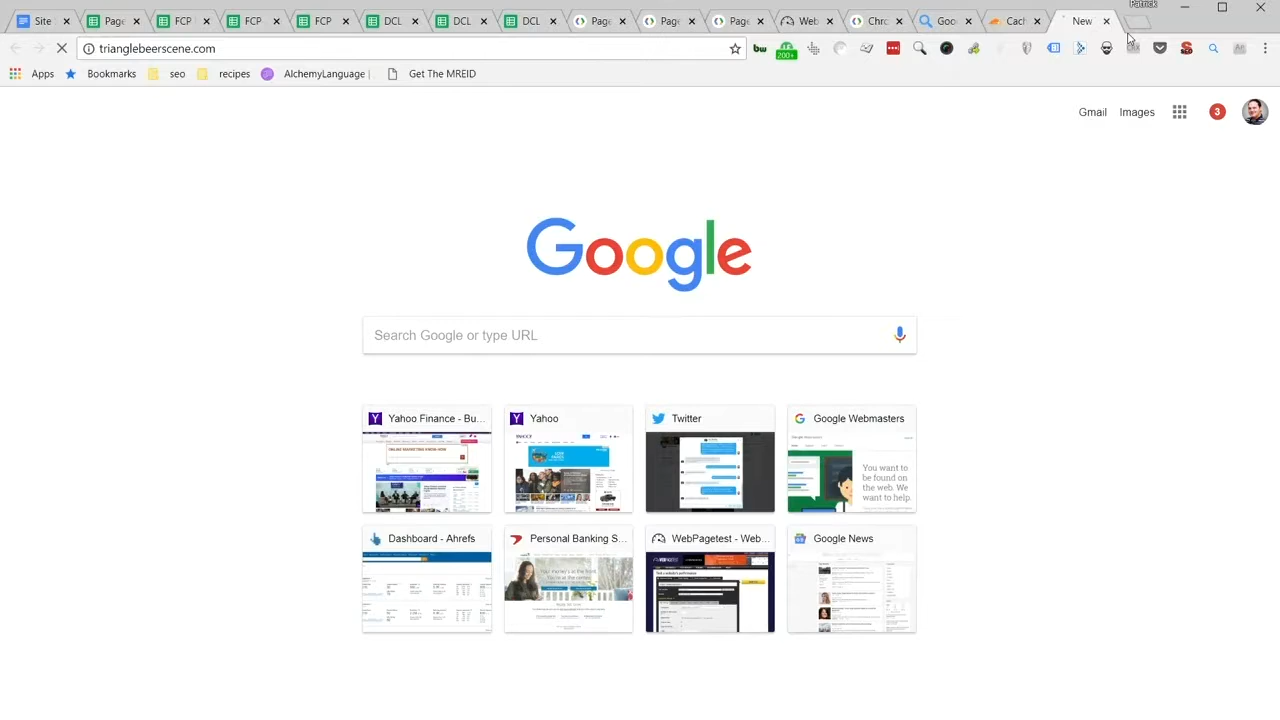 Patrick
Site
Page
FCP
FCP
FCP
DCL
DCL
DCL
Page
Page
Page
Web
Chro
Goo
Cach
New
trianglebeerscene.com
bw
200+
Apps
Bookmarks
seo
recipes
AlchemyLanguage |
Get The MREID
Gmail
Images
3
Google
Search Google or type URL
Yahoo Finance - Bu...
Yahoo
Twitter
Google Webmasters
You want to
be found on
the web. We
want to help.
Dashboard - Ahrefs
Personal Banking S...
WebPagetest - Web...
Google News